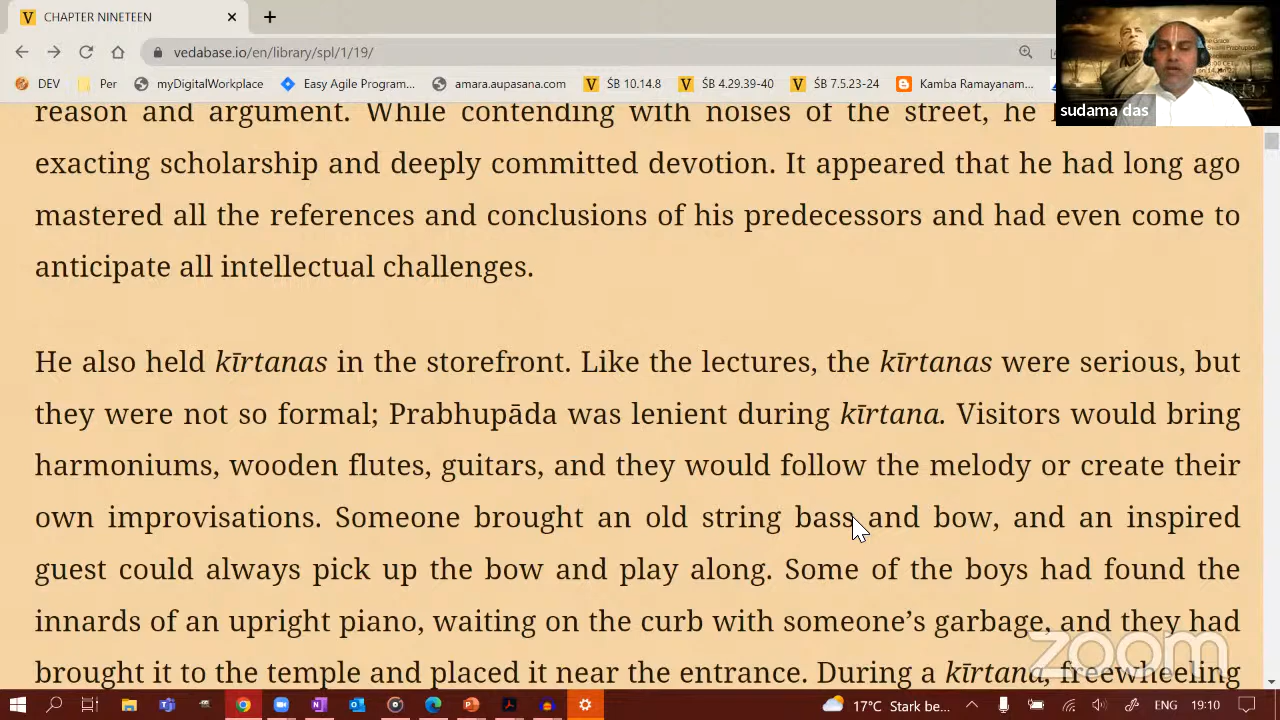 CHAPTER NINETEEN
vedabase.io/en/library/spl/1/19/
DEV Per myDigitalWorkplace Easy Agile Program... amara.aupasana.com ŚB 10.14.8 ŚB 4.29.39-40 ŚB 7.5.23-24 Kamba Ramayanam...
sudama das
reason and argument. While contending with noises of the street, he
exacting scholarship and deeply committed devotion. It appeared that he had long ago
mastered all the references and conclusions of his predecessors and had even come to
anticipate all intellectual challenges.
He also held kīrtanas in the storefront. Like the lectures, the kīrtanas were serious, but
they were not so formal; Prabhupāda was lenient during kīrtana. Visitors would bring
harmoniums, wooden flutes, guitars, and they would follow the melody or create their
own improvisations. Someone brought an old string bass and bow, and an inspired
guest could always pick up the bow and play along. Some of the boys had found the
innards of an upright piano, waiting on the curb with someone’s garbage, and they had
brought it to the temple and placed it near the entrance. During a kīrtana, freewheeling
zoom
17°C Stark be... ENG 19:10